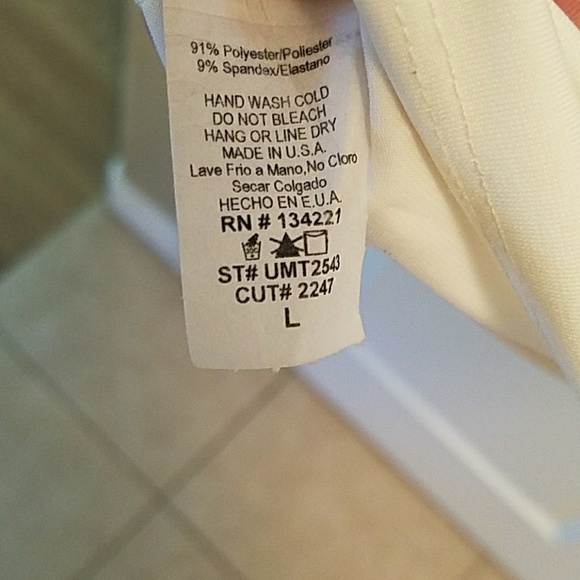 91% Polyester/Poliester
9% Spandex/Elastano
HAND WASH COLD
DO NOT BLEACH
HANG OR LINE DRY
MADE IN U.S.A.
Lave Frio a Mano,No Cloro
Secar Colgado
HECHO EN E.U.A.
RN # 134221
ST# UMT2543
CUT# 2247
L